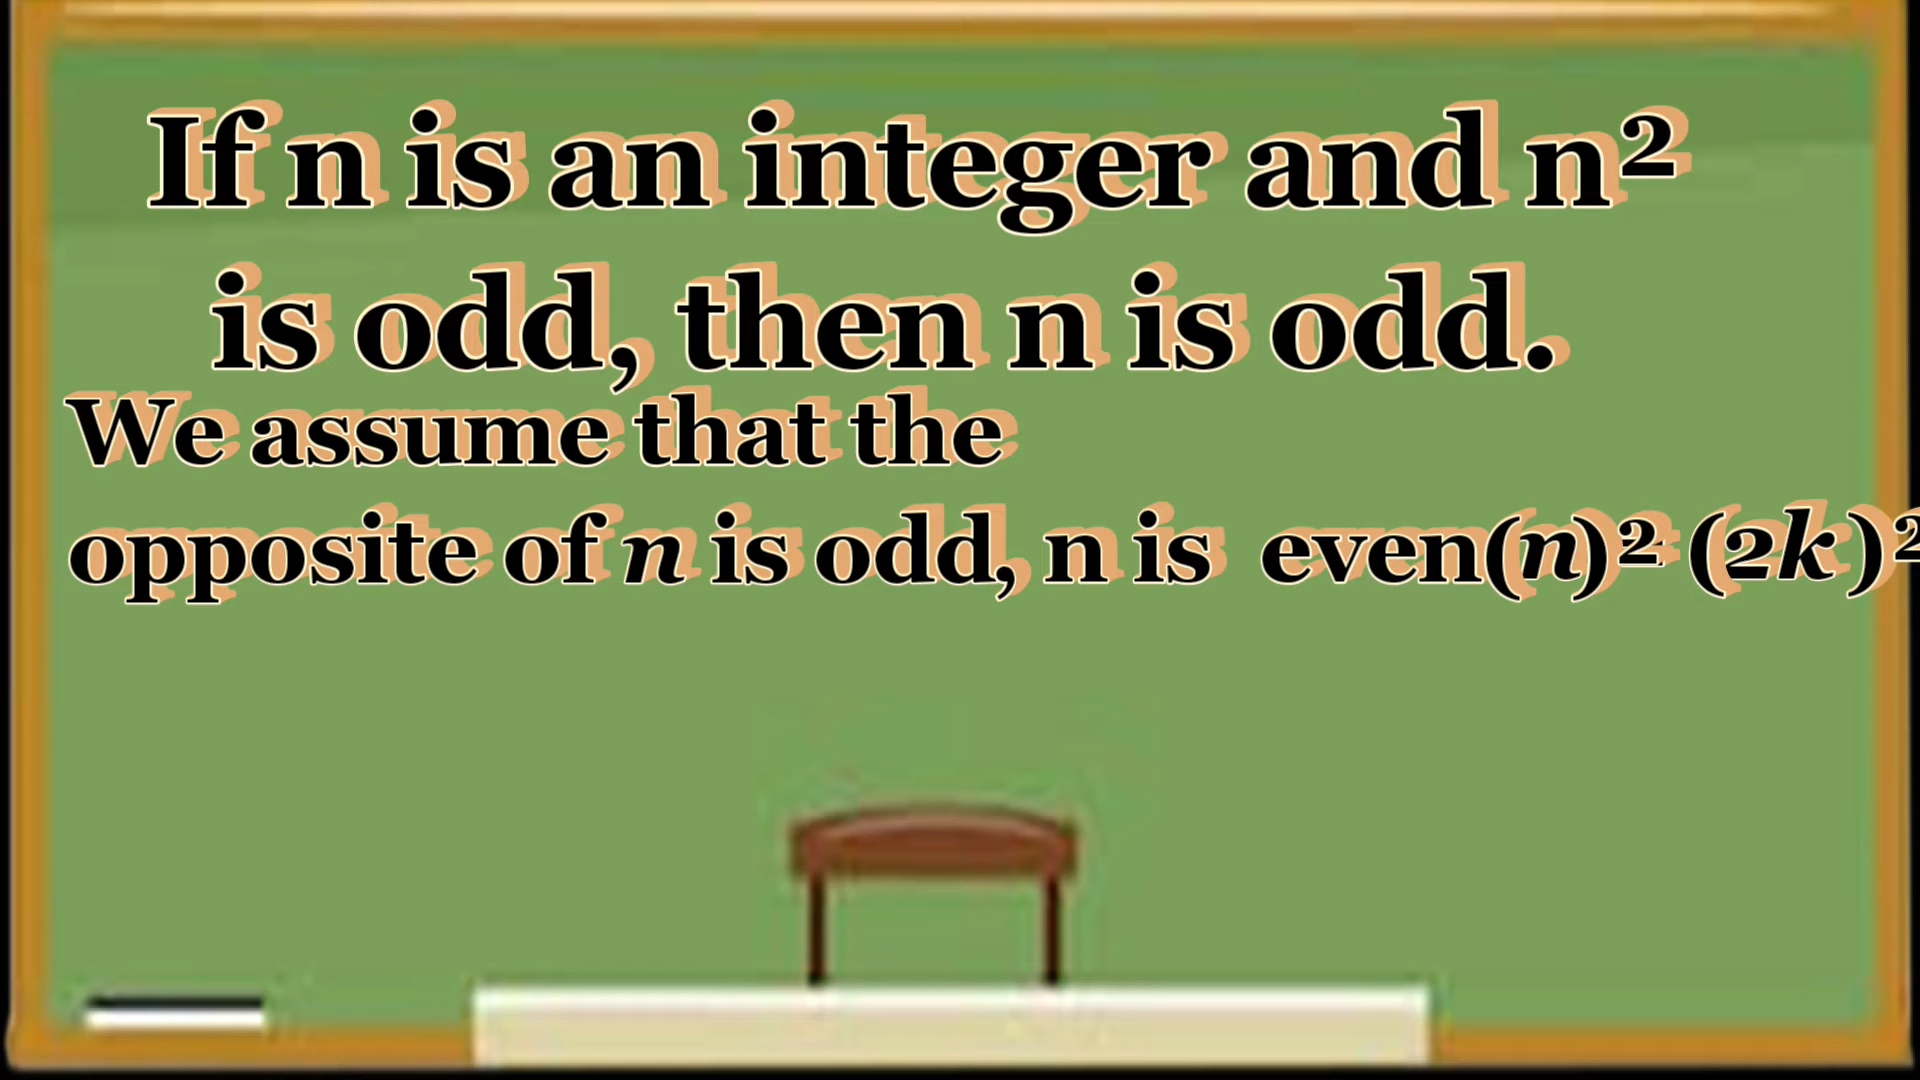 If n is an integer and n²
is odd, then n is odd.
We assume that the
opposite of n is odd, n is even(n)² (2k)²